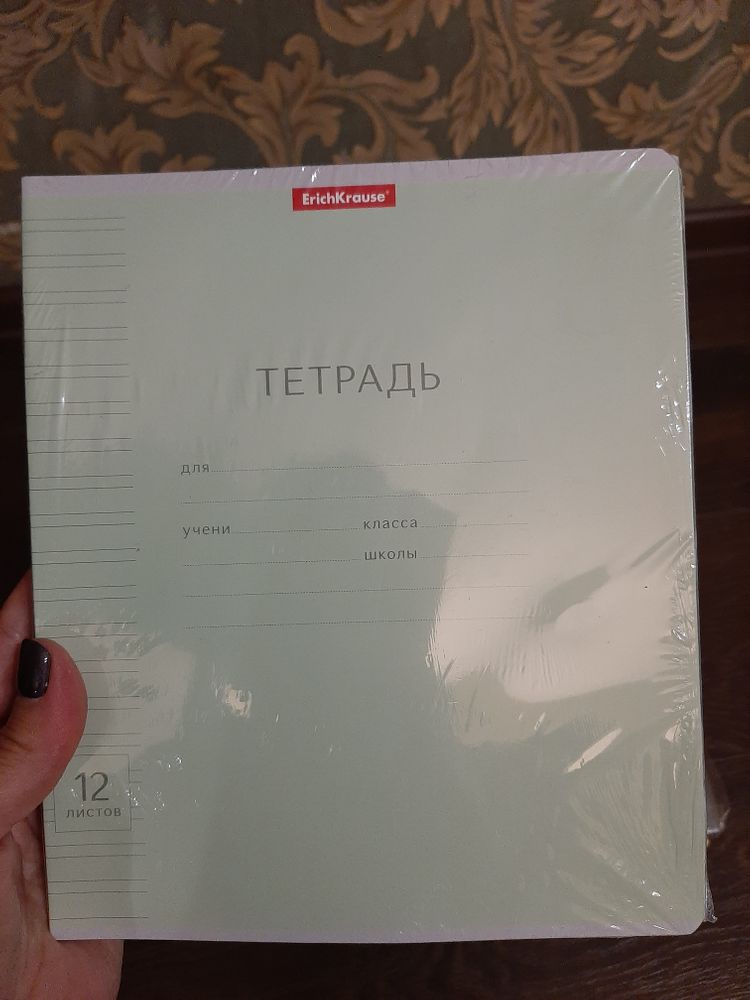 ErichKrause®
ТЕТРАДЬ
для
учени класса
школы
12
ЛИСТОВ